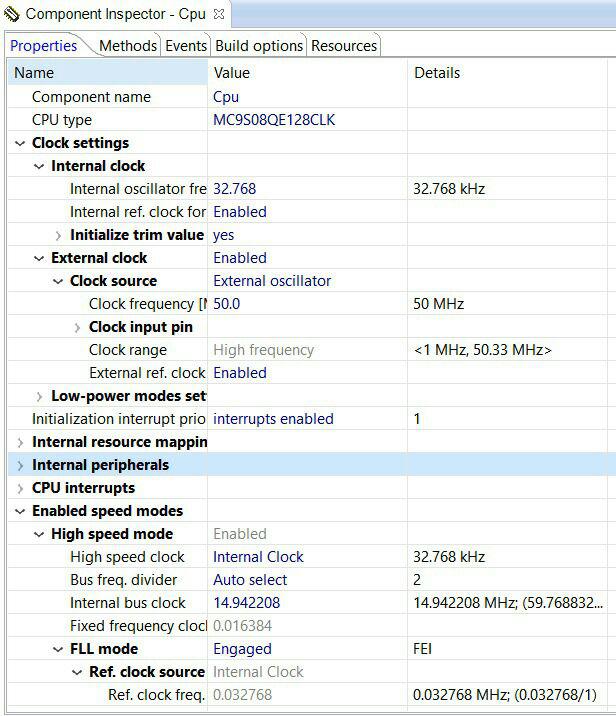 Component Inspector - Cpu
Properties Methods Events Build options Resources
Name Value Details
Component name Cpu
CPU type MC9S08QE128CLK
Clock settings
Internal clock
Internal oscillator fre 32.768 32.768 kHz
Internal ref. clock for Enabled
Initialize trim value yes
External clock Enabled
Clock source External oscillator
Clock frequency [M 50.0 50 MHz
Clock input pin
Clock range High frequency <1 MHz, 50.33 MHz>
External ref. clock Enabled
Low-power modes set
Initialization interrupt prio interrupts enabled 1
Internal resource mappin
Internal peripherals
CPU interrupts
Enabled speed modes
High speed mode Enabled
High speed clock Internal Clock 32.768 kHz
Bus freq. divider Auto select 2
Internal bus clock 14.942208 14.942208 MHz; (59.768832...
Fixed frequency clocl 0.016384
FLL mode Engaged FEI
Ref. clock source Internal Clock
Ref. clock freq. 0.032768 0.032768 MHz; (0.032768/1)